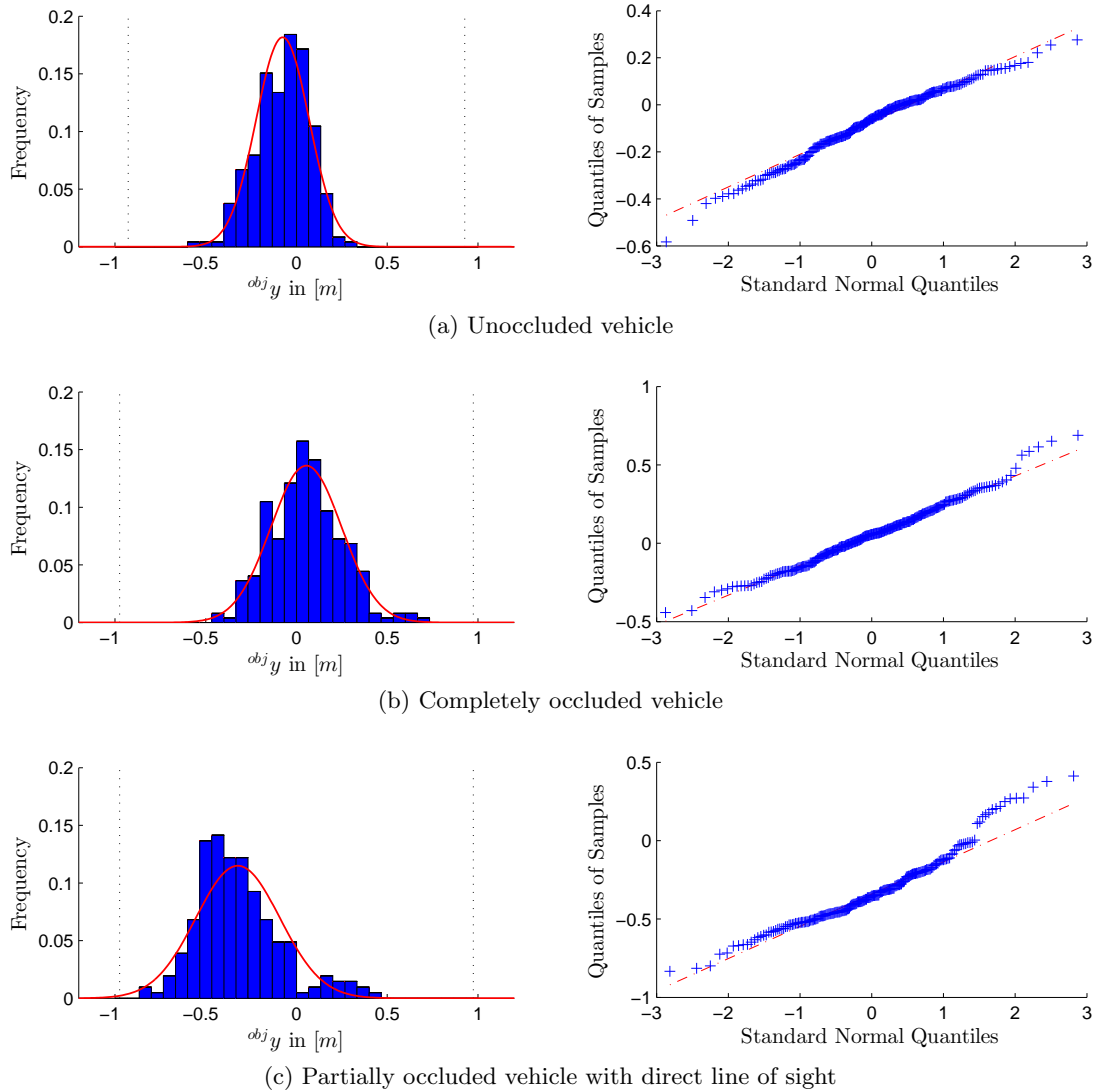 0.2
0.15
0.1
0.05
0
Frequency
−1 −0.5 0 0.5 1
obj y in [m]
0.4
0.2
0
−0.2
−0.4
−0.6
Quantiles of Samples
−3 −2 −1 0 1 2 3
Standard Normal Quantiles
(a) Unoccluded vehicle
0.2
0.15
0.1
0.05
0
Frequency
−1 −0.5 0 0.5 1
obj y in [m]
1
0.5
0
−0.5
Quantiles of Samples
−3 −2 −1 0 1 2 3
Standard Normal Quantiles
(b) Completely occluded vehicle
0.2
0.15
0.1
0.05
0
Frequency
−1 −0.5 0 0.5 1
obj y in [m]
0.5
0
−0.5
−1
Quantiles of Samples
−3 −2 −1 0 1 2 3
Standard Normal Quantiles
(c) Partially occluded vehicle with direct line of sight